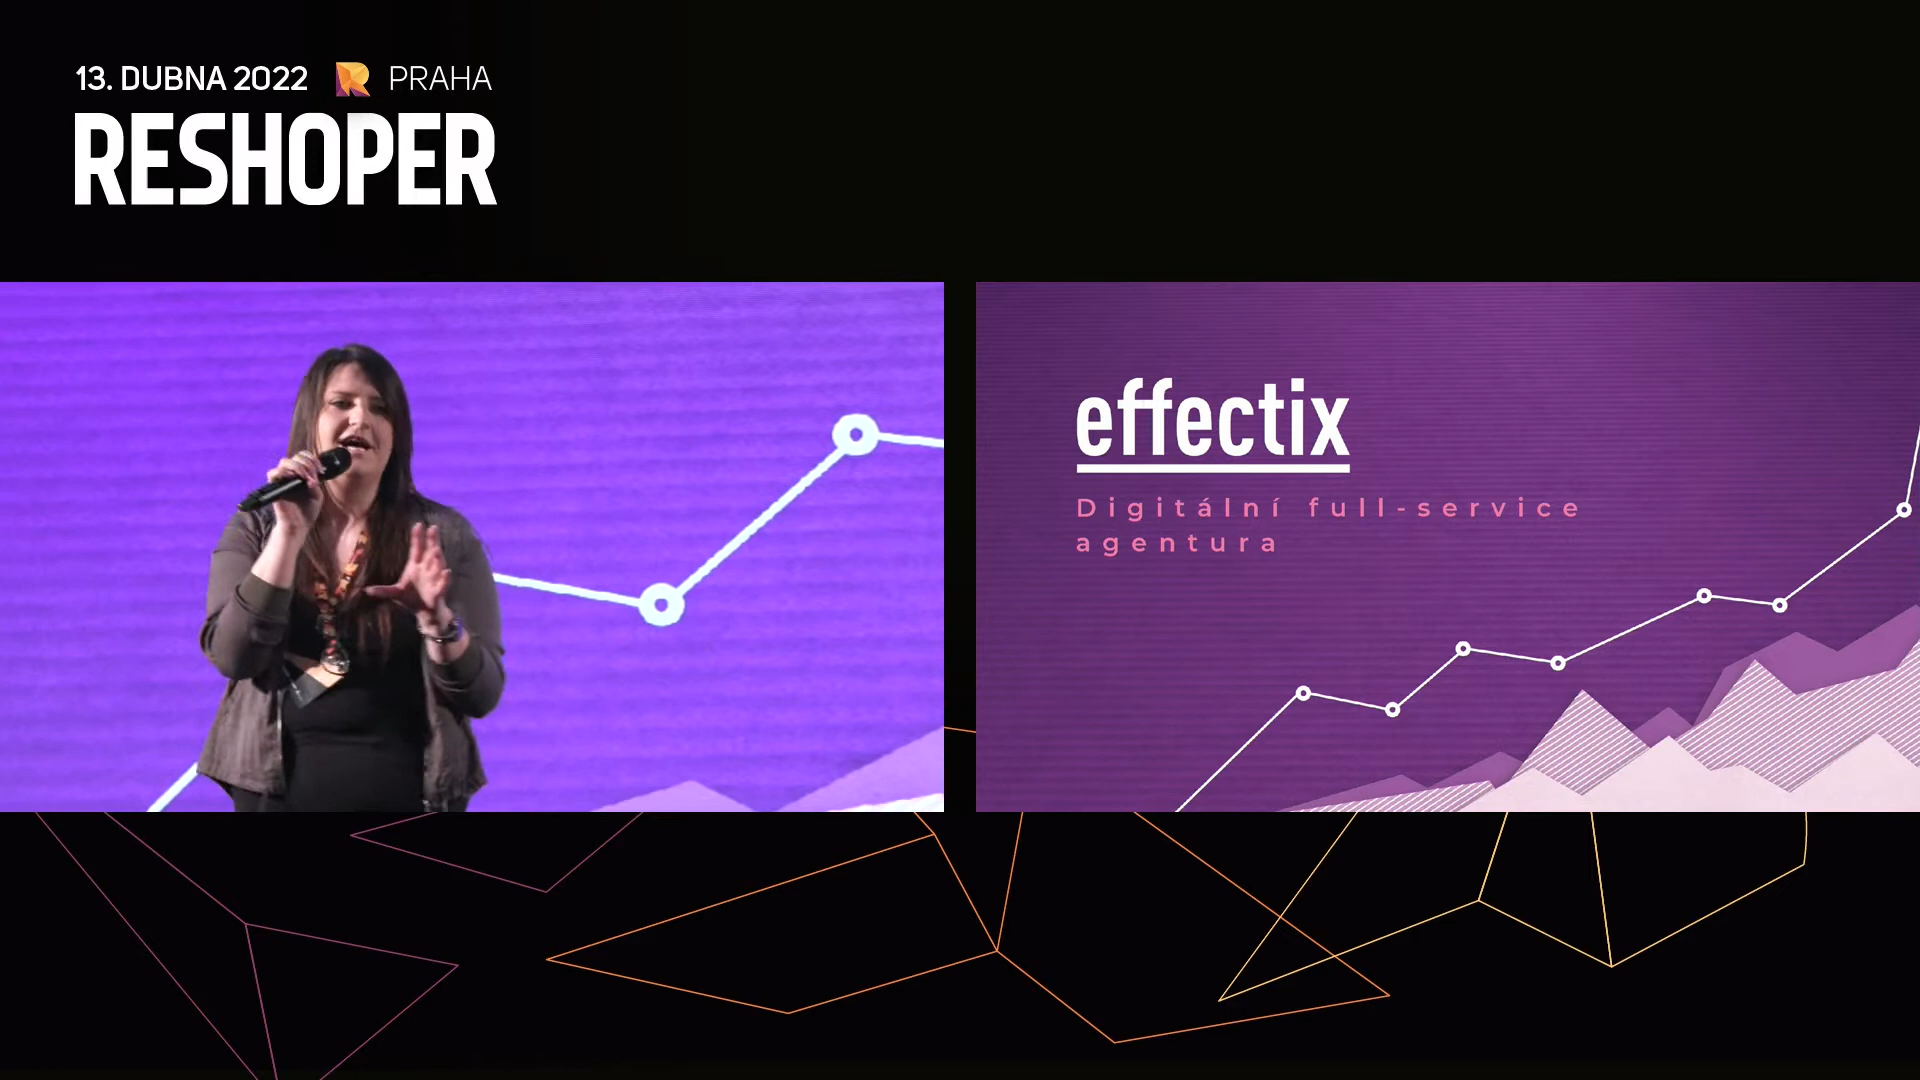 13. DUBNA 2022 PRAHA
RESHOPER
effectix
Digitální full-service
agentura